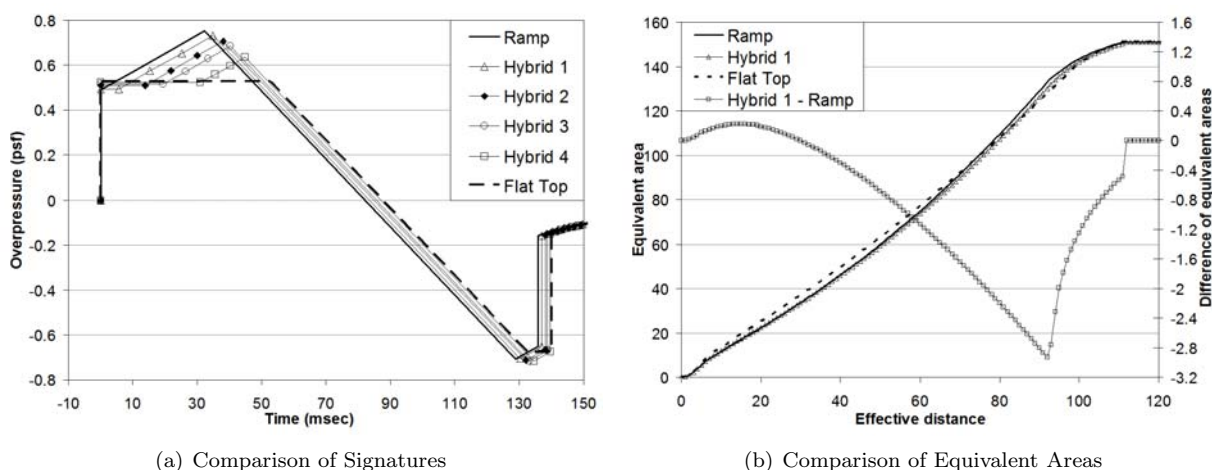 0.8
0.6
0.4
0.2
0
-0.2
-0.4
-0.6
-0.8
Overpressure (psf)
-10 10 30 50 70 90 110 130 150
Time (msec)
Ramp
Hybrid 1
Hybrid 2
Hybrid 3
Hybrid 4
Flat Top
(a) Comparison of Signatures
160
140
120
100
80
60
40
20
0
Equivalent area
0 20 40 60 80 100 120
Effective distance
Ramp
Hybrid 1
Flat Top
Hybrid 1 - Ramp
1.6
1.2
0.8
0.4
0
-0.4
-0.8
-1.2
-1.6
-2
-2.4
-2.8
-3.2
Difference of equivalent areas
(b) Comparison of Equivalent Areas